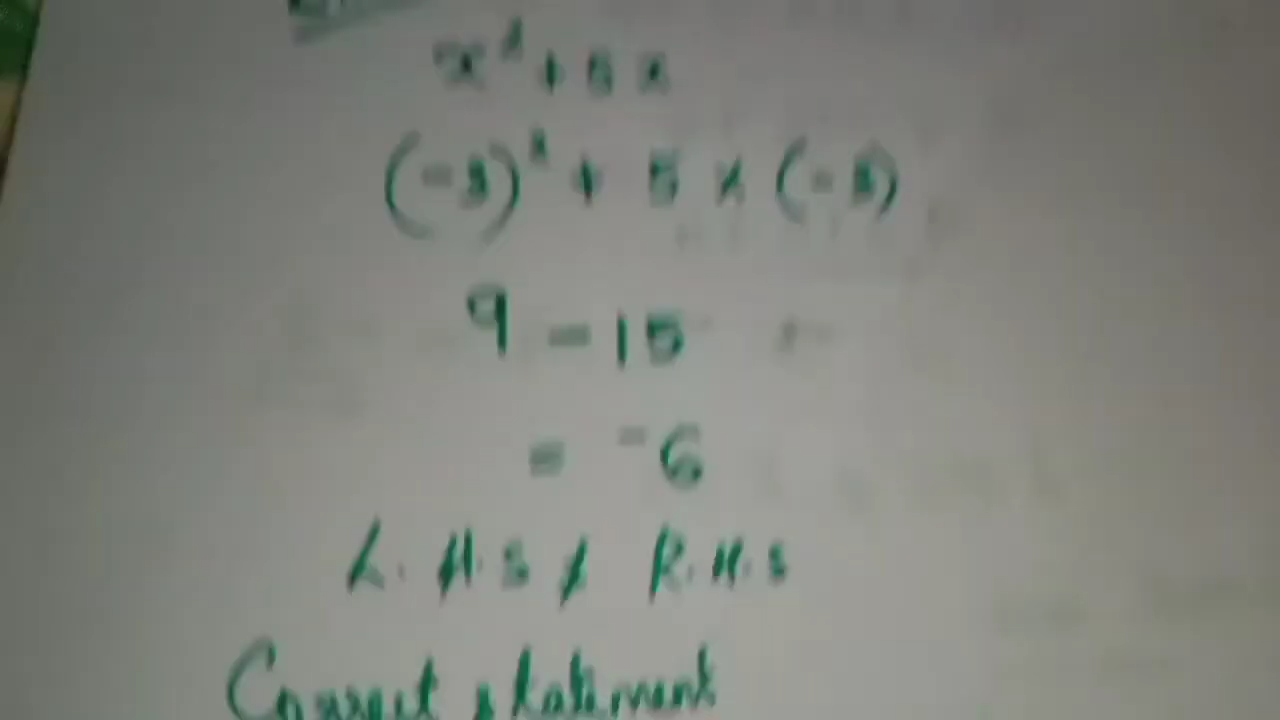 x² + 5x
(-3)² + 5 × (-3)
9 - 15
= -6
L.H.S ≠ R.H.S
Correct statement